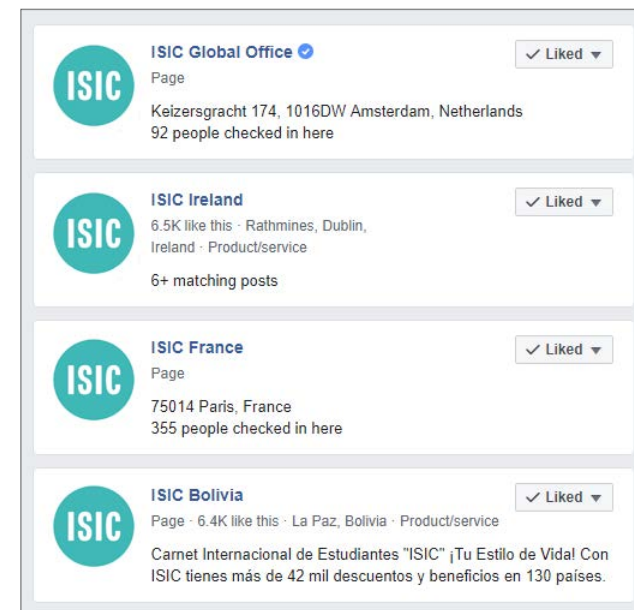 ISIC
ISIC Global Office
Liked
Page
Keizersgracht 174, 1016DW Amsterdam, Netherlands
92 people checked in here
ISIC
ISIC Ireland
Liked
6.5K like this · Rathmines, Dublin,
Ireland · Product/service
6+ matching posts
ISIC
ISIC France
Liked
Page
75014 Paris, France
355 people checked in here
ISIC
ISIC Bolivia
Liked
Page · 6.4K like this · La Paz, Bolivia · Product/service
Carnet Internacional de Estudiantes "ISIC" ¡Tu Estilo de Vida! Con
ISIC tienes más de 42 mil descuentos y beneficios en 130 países.